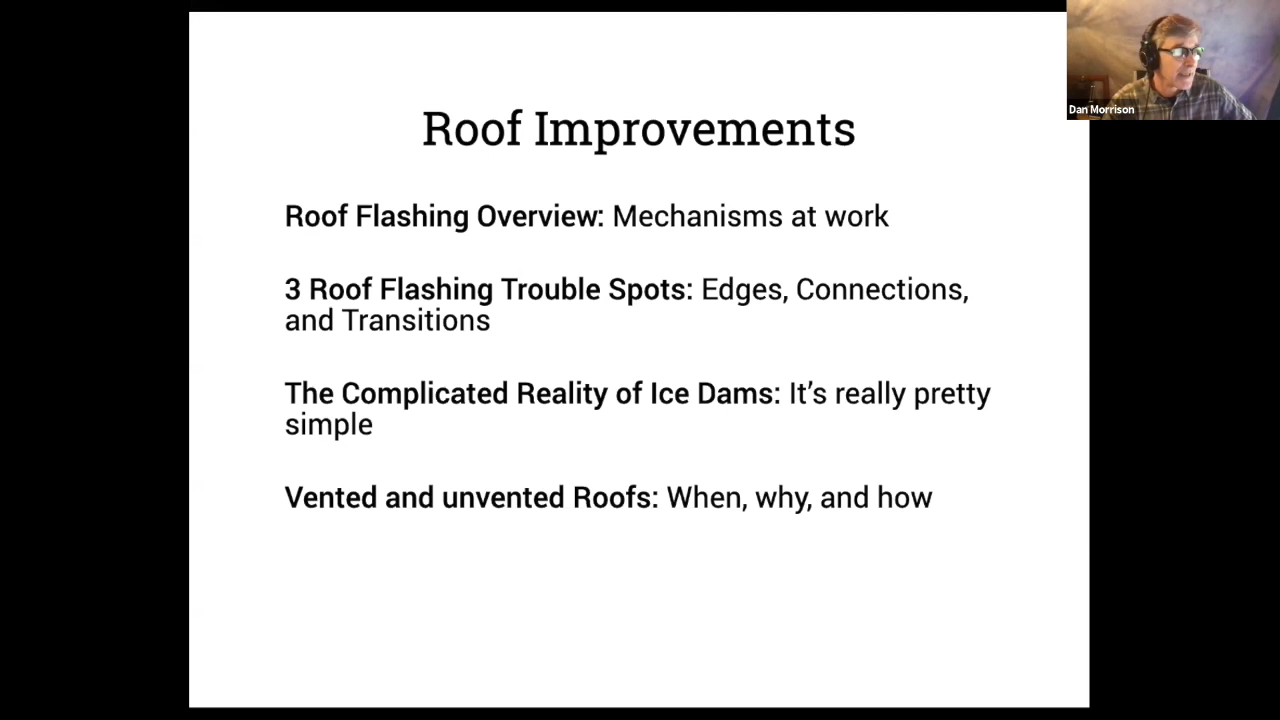 Roof Improvements
Roof Flashing Overview: Mechanisms at work
3 Roof Flashing Trouble Spots: Edges, Connections,
and Transitions
The Complicated Reality of Ice Dams: It’s really pretty
simple
Vented and unvented Roofs: When, why, and how
Dan Morrison